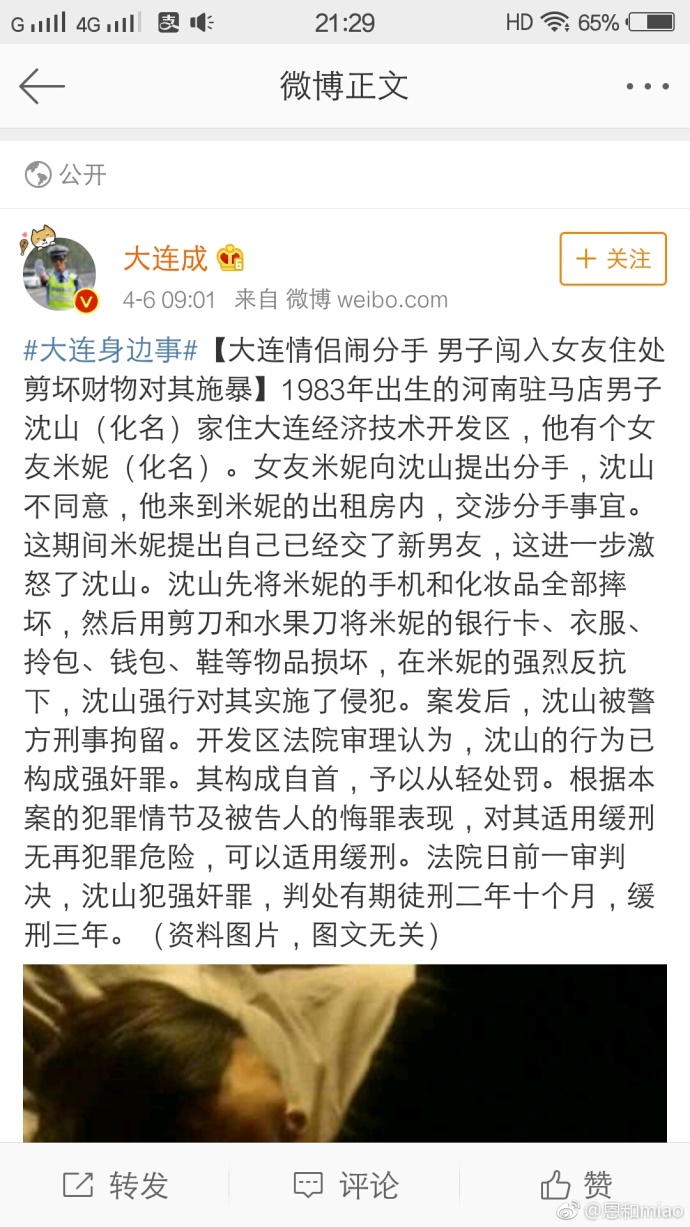 G 4G 支 21:29 HD 65%
微博正文
公开
大连成
+ 关注
4-6 09:01 来自 微博 weibo.com
#大连身边事#【大连情侣闹分手 男子闯入女友住处
剪坏财物对其施暴】1983年出生的河南驻马店男子
沈山（化名）家住大连经济技术开发区，他有个女
友米妮（化名）。女友米妮向沈山提出分手，沈山
不同意，他来到米妮的出租房内，交涉分手事宜。
这期间米妮提出自己已经交了新男友，这进一步激
怒了沈山。沈山先将米妮的手机和化妆品全部摔
坏，然后用剪刀和水果刀将米妮的银行卡、衣服、
拎包、钱包、鞋等物品损坏，在米妮的强烈反抗
下，沈山强行对其实施了侵犯。案发后，沈山被警
方刑事拘留。开发区法院审理认为，沈山的行为已
构成强奸罪。其构成自首，予以从轻处罚。根据本
案的犯罪情节及被告人的悔罪表现，对其适用缓刑
无再犯罪危险，可以适用缓刑。法院日前一审判
决，沈山犯强奸罪，判处有期徒刑二年十个月，缓
刑三年。（资料图片，图文无关）
转发 评论 赞
@恩和miao